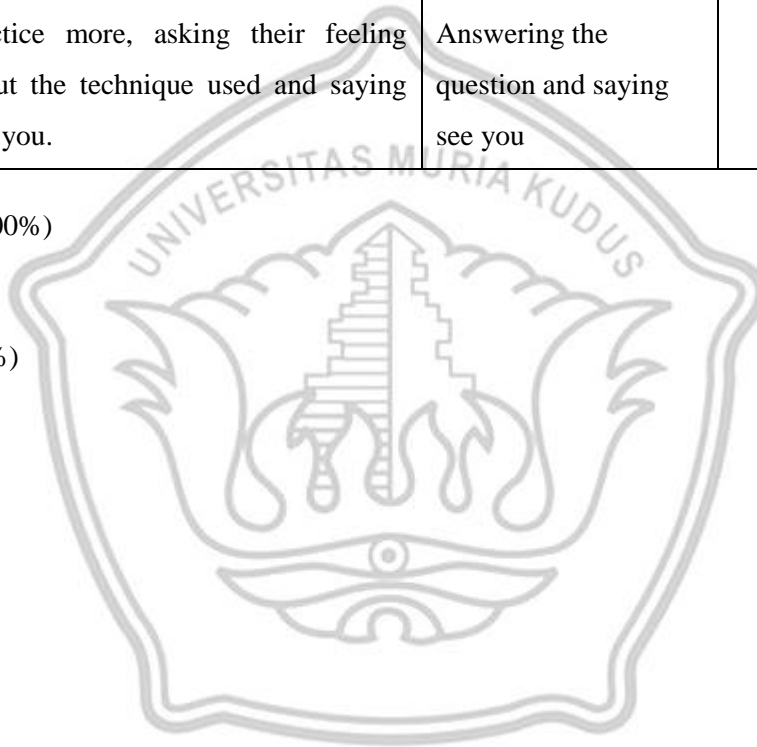 ctice more, asking their feeling
ut the technique used and saying
you.
Answering the
question and saying
see you
UNIVERSITAS MURIA KUDUS
00%)
%)